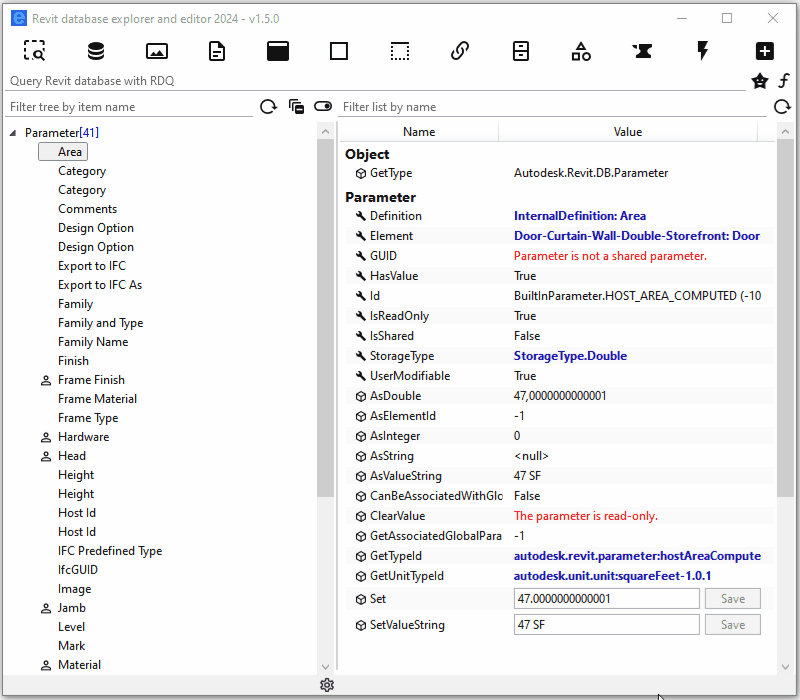 Revit database explorer and editor 2024 - v1.5.0
Query Revit database with RDQ
Filter tree by item name
Filter list by name
Parameter[41]
Area
Category
Category
Comments
Design Option
Design Option
Export to IFC
Export to IFC As
Family
Family and Type
Family Name
Finish
Frame Finish
Frame Material
Frame Type
Hardware
Head
Height
Height
Host Id
Host Id
IFC Predefined Type
IfcGUID
Image
Jamb
Level
Mark
Material
Name Value
Object
GetType Autodesk.Revit.DB.Parameter
Parameter
Definition InternalDefinition: Area
Element Door-Curtain-Wall-Double-Storefront: Door
GUID Parameter is not a shared parameter.
HasValue True
Id BuiltInParameter.HOST_AREA_COMPUTED (-10
IsReadOnly True
IsShared False
StorageType StorageType.Double
UserModifiable True
AsDouble 47,0000000000001
AsElementId -1
AsInteger 0
AsString <null>
AsValueString 47 SF
CanBeAssociatedWithGlo False
ClearValue The parameter is read-only.
GetAssociatedGlobalPara -1
GetTypeId autodesk.revit.parameter:hostAreaCompute
GetUnitTypeId autodesk.unit.unit:squareFeet-1.0.1
Set 47.0000000000001 Save
SetValueString 47 SF Save